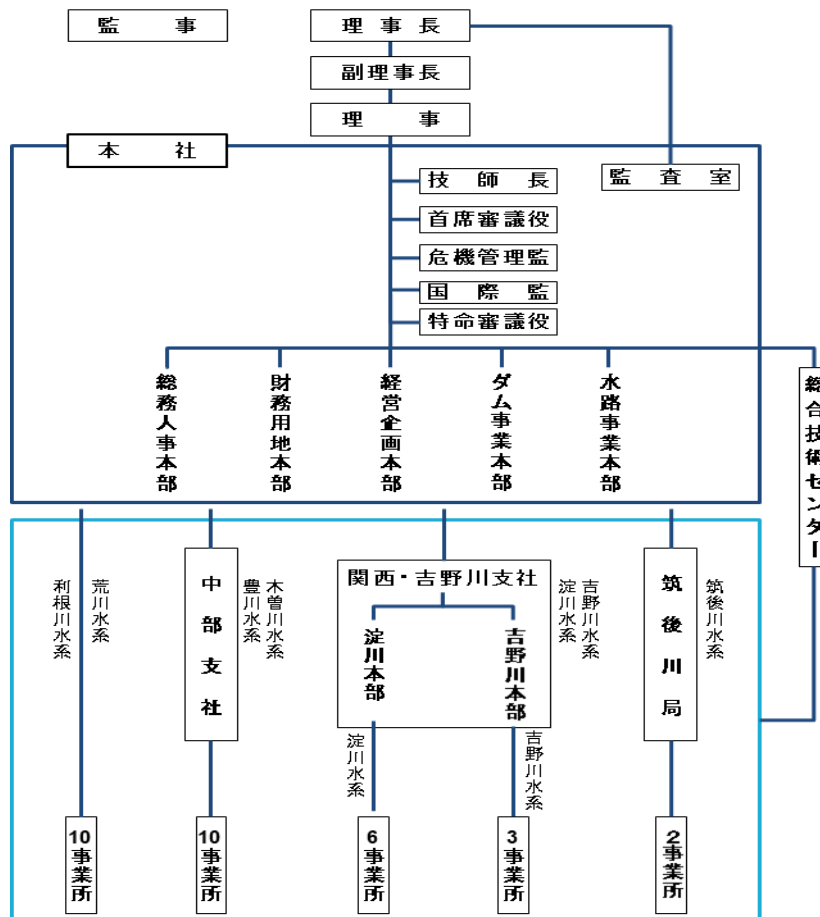 監事
理事長
副理事長
理事
本社
技師長
監査室
首席審議役
危機管理監
国際監
特命審議役
総務人事本部
財務用地本部
経営企画本部
ダム事業本部
水路事業本部
総合技術センター
荒川水系
利根川水系
中部支社
木曽川水系
豊川水系
関西・吉野川支社
淀川本部
吉野川本部
吉野川水系
淀川水系
筑後川局
筑後川水系
淀川水系
吉野川水系
10事業所
10事業所
6事業所
3事業所
2事業所